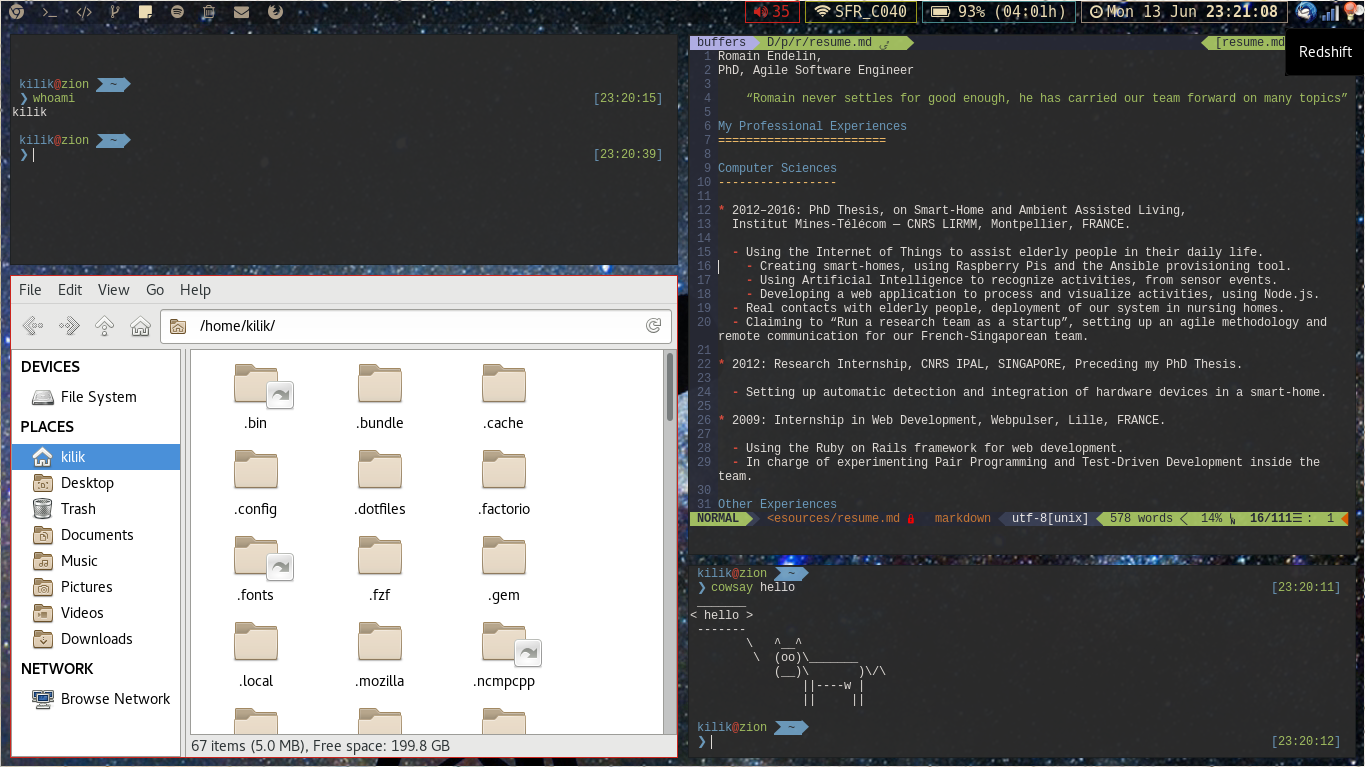 35
SFR_C040
93% (04:01h)
Mon 13 Jun 23:21:08
Redshift
kilik@zion ~
❯ whoami [23:20:15]
kilik
kilik@zion ~
❯ [23:20:39]
File Edit View Go Help
/home/kilik/
DEVICES
File System
PLACES
kilik
Desktop
Trash
Documents
Music
Pictures
Videos
Downloads
NETWORK
Browse Network
.bin .bundle .cache
.config .dotfiles .factorio
.fonts .fzf .gem
.local .mozilla .ncmpcpp
67 items (5.0 MB), Free space: 199.8 GB
buffers D/p/r/resume.md [resume.md
1 Romain Endelin,
2 PhD, Agile Software Engineer
3
4 “Romain never settles for good enough, he has carried our team forward on many topics”
5
6 My Professional Experiences
7 ========================
8
9 Computer Sciences
10 -----------------
11
12 * 2012–2016: PhD Thesis, on Smart-Home and Ambient Assisted Living,
13 Institut Mines-Télécom – CNRS LIRMM, Montpellier, FRANCE.
14
15 - Using the Internet of Things to assist elderly people in their daily life.
16 - Creating smart-homes, using Raspberry Pis and the Ansible provisioning tool.
17 - Using Artificial Intelligence to recognize activities, from sensor events.
18 - Developing a web application to process and visualize activities, using Node.js.
19 - Real contacts with elderly people, deployment of our system in nursing homes.
20 - Claiming to “Run a research team as a startup”, setting up an agile methodology and
remote communication for our French-Singaporean team.
21
22 * 2012: Research Internship, CNRS IPAL, SINGAPORE, Preceding my PhD Thesis.
23
24 - Setting up automatic detection and integration of hardware devices in a smart-home.
25
26 * 2009: Internship in Web Development, Webpulser, Lille, FRANCE.
27
28 - Using the Ruby on Rails framework for web development.
29 - In charge of experimenting Pair Programming and Test-Driven Development inside the
team.
30
31 Other Experiences
NORMAL <esources/resume.md markdown utf-8[unix] 578 words 14% 16/111☰: 1
kilik@zion ~
❯ cowsay hello [23:20:11]
_______
< hello >
-------
\ ^__^
\ (oo)\_______
(__)\ )\/\
||----w |
|| ||
kilik@zion ~
❯ [23:20:12]